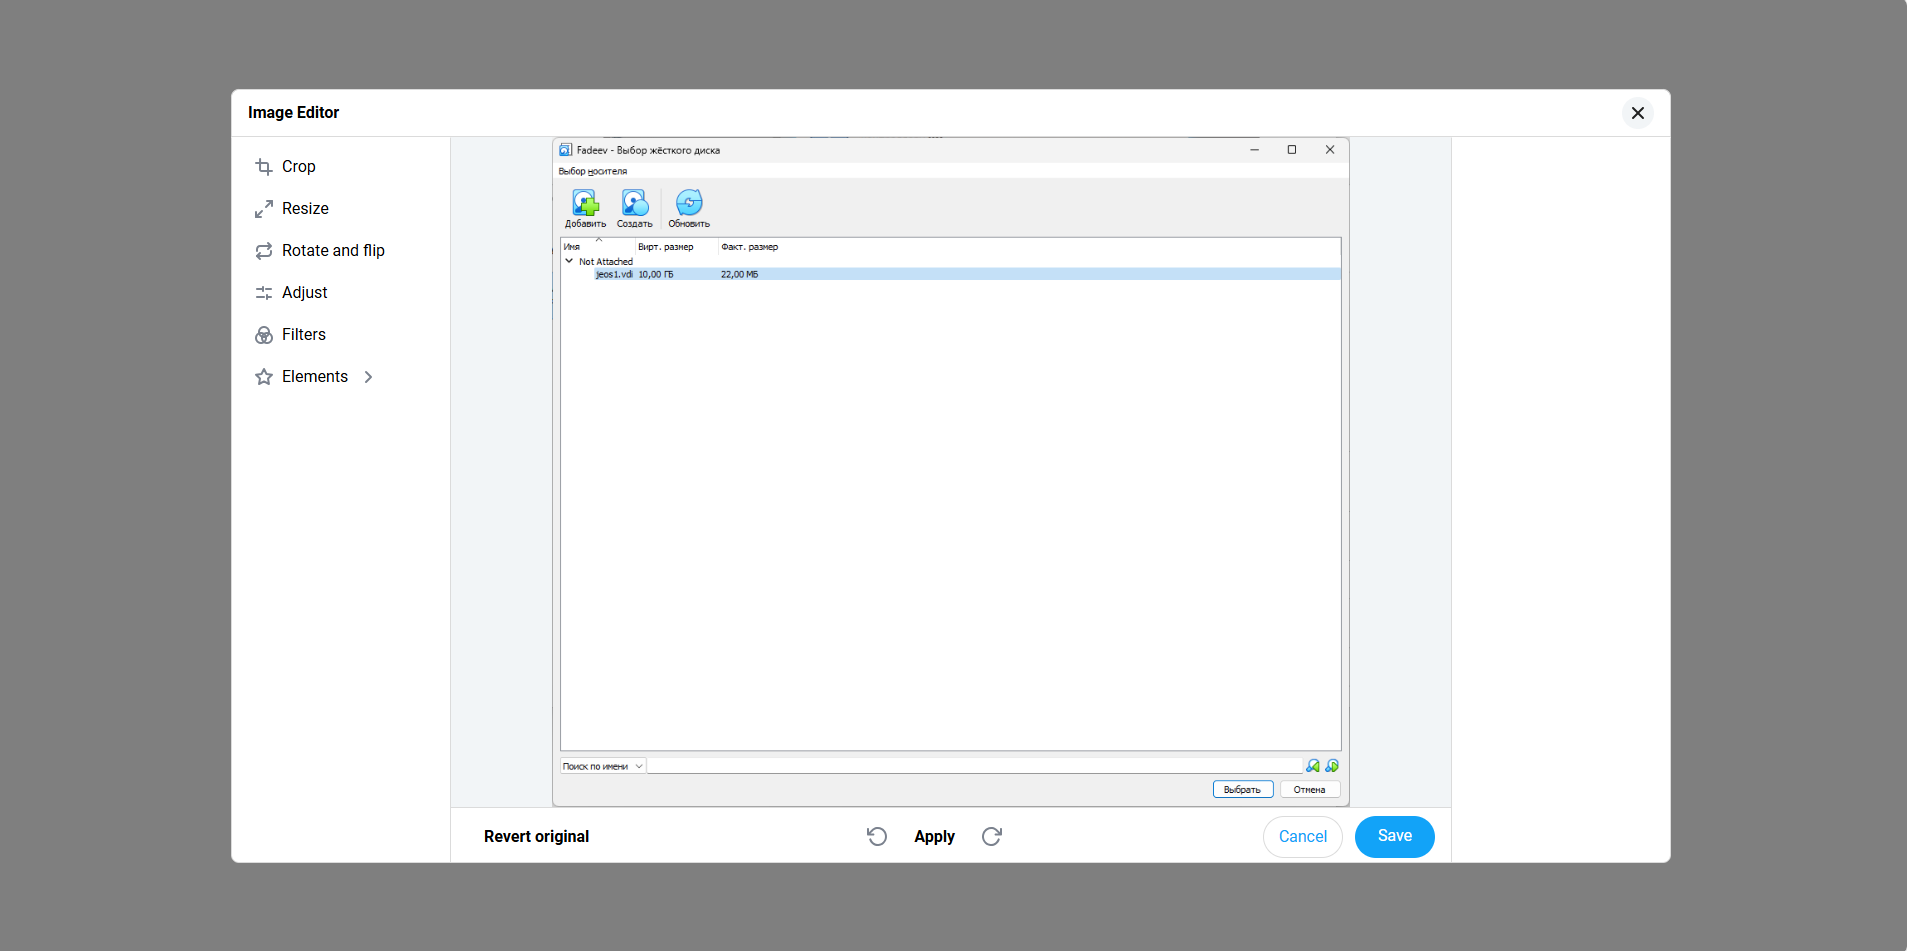 Image Editor
Crop
Resize
Rotate and flip
Adjust
Filters
Elements
Fadeev - Выбор жёсткого диска
Выбор носителя
Добавить Создать Обновить
Имя Вирт. размер Факт. размер
Not Attached
jeos1.vdi 10,00 ГБ 22,00 МБ
Поиск по имени
Выбрать Отмена
Revert original Apply Cancel Save